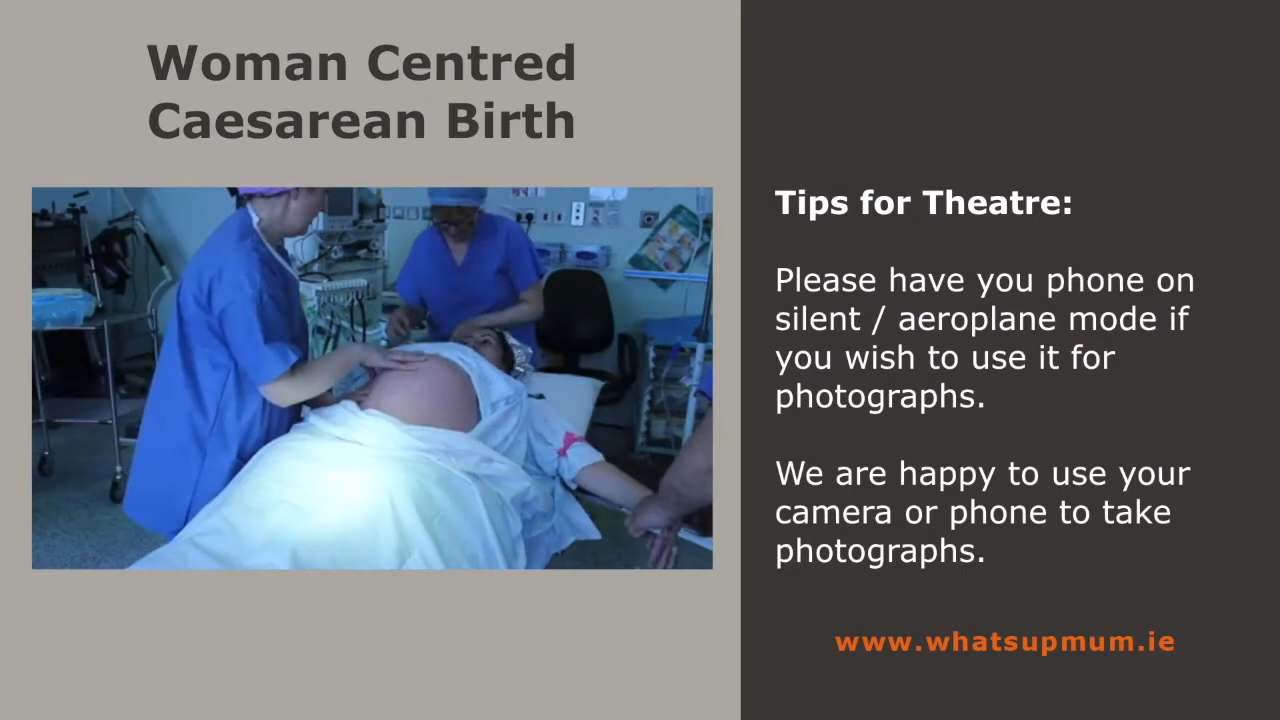 Woman Centred
Caesarean Birth
Tips for Theatre:
Please have you phone on
silent / aeroplane mode if
you wish to use it for
photographs.
We are happy to use your
camera or phone to take
photographs.
www.whatsupmum.ie